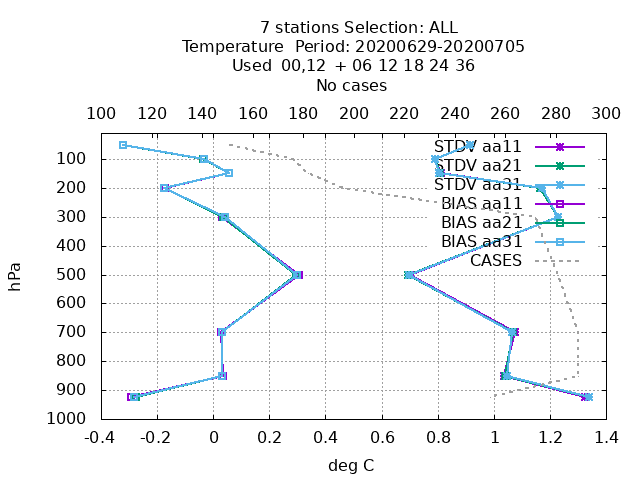 7 stations Selection: ALL
Temperature  Period: 20200629-20200705
Used  00,12  + 06 12 18 24 36
No cases
100 120 140 160 180 200 220 240 260 280 300
STDV aa11
STDV aa21
STDV aa31
BIAS aa11
BIAS aa21
BIAS aa31
CASES
100
200
300
400
500
600
700
800
900
1000
hPa
-0.4 -0.2 0 0.2 0.4 0.6 0.8 1 1.2 1.4
deg C